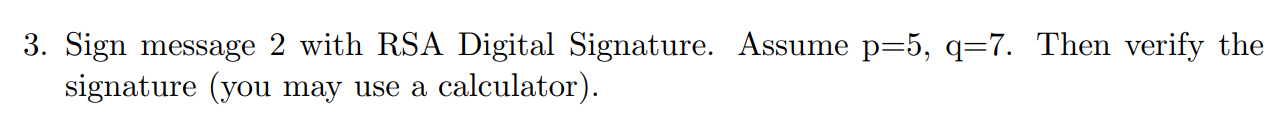 3. Sign message 2 with RSA Digital Signature. Assume p=5, q=7. Then verify the
signature (you may use a calculator).